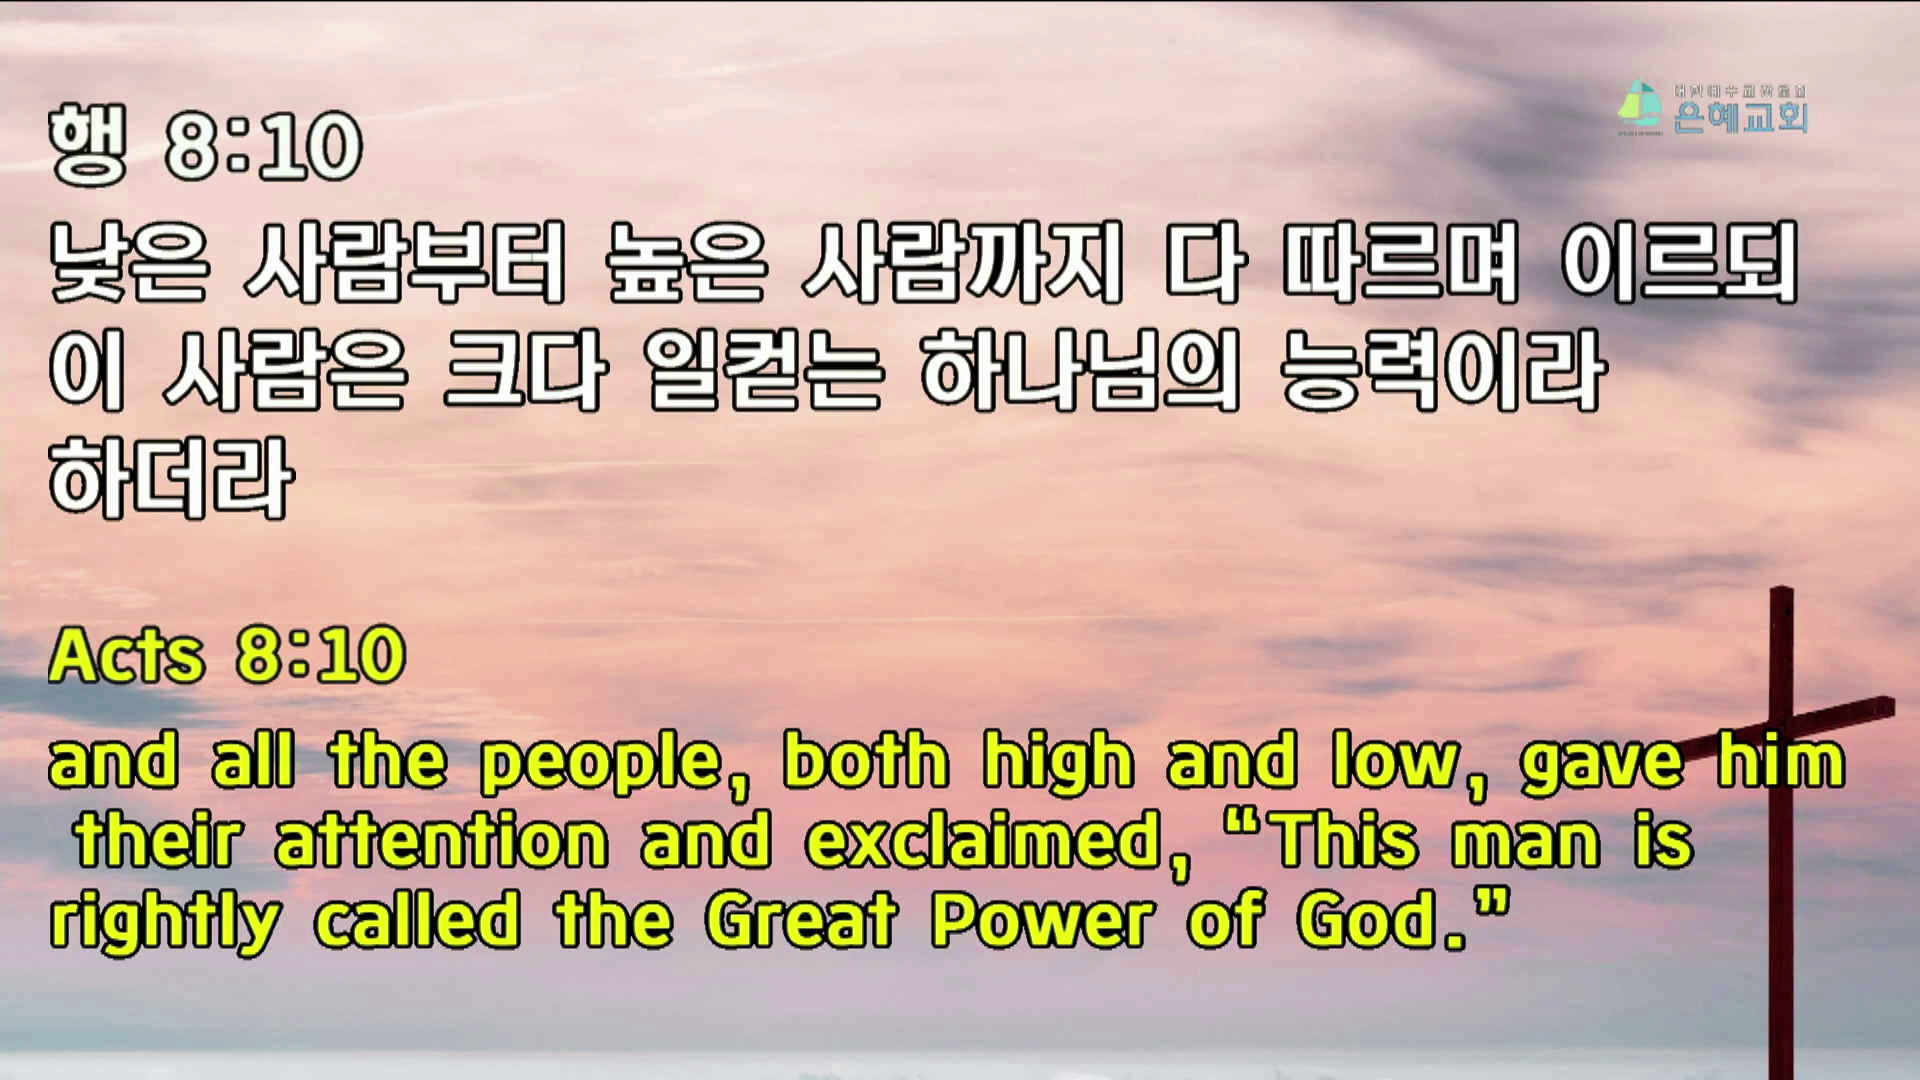 은혜교회
행 8:10
낮은 사람부터 높은 사람까지 다 따르며 이르되
이 사람은 크다 일컫는 하나님의 능력이라
하더라
Acts 8:10
and all the people, both high and low, gave him
their attention and exclaimed, “This man is
rightly called the Great Power of God.”